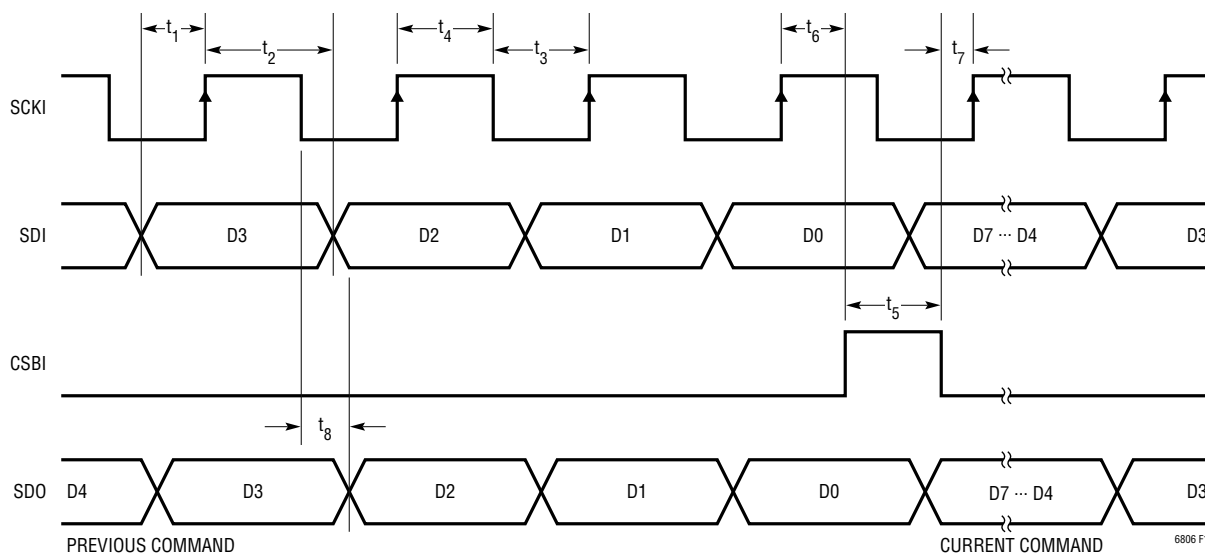 t1 t2 t4 t3 t6 t7
SCKI
SDI D3 D2 D1 D0 D7 ··· D4 D3
t5
CSBI
t8
SDO D4 D3 D2 D1 D0 D7 ··· D4 D3
PREVIOUS COMMAND CURRENT COMMAND